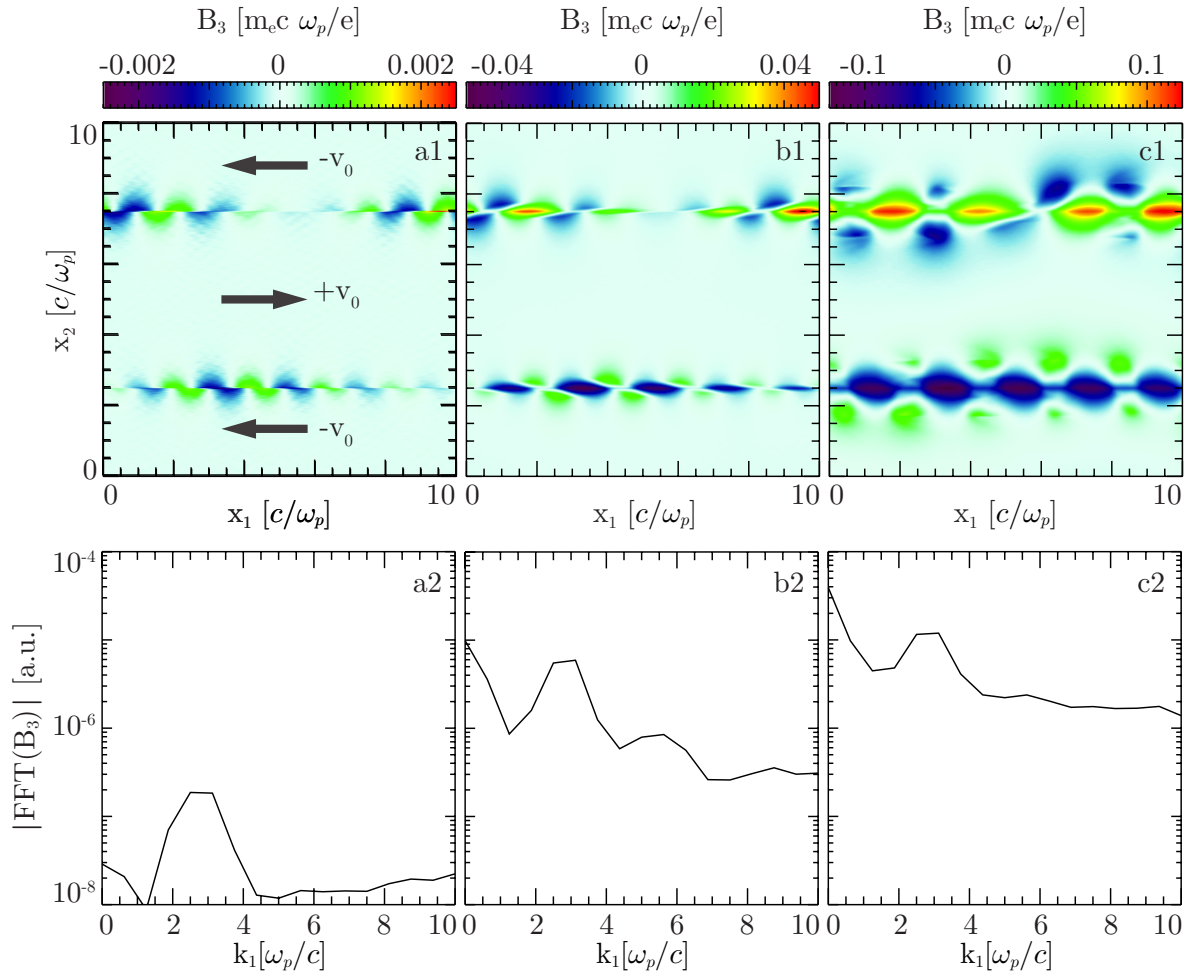 B₃ [mₑc ωₚ/e] B₃ [mₑc ωₚ/e] B₃ [mₑc ωₚ/e]
-0.002 0 0.002 -0.04 0 0.04 -0.1 0 0.1
10
a1 b1 c1
-v₀
+v₀
x₂ [c/ωₚ]
-v₀
0
0 10 0 10 0 10
x₁ [c/ωₚ] x₁ [c/ωₚ] x₁ [c/ωₚ]
10⁻⁴
a2 b2 c2
|FFT(B₃)| [a.u.]
10⁻⁶
10⁻⁸
0 2 4 6 8 10 0 2 4 6 8 10 0 2 4 6 8 10
k₁[ωₚ/c] k₁[ωₚ/c] k₁[ωₚ/c]